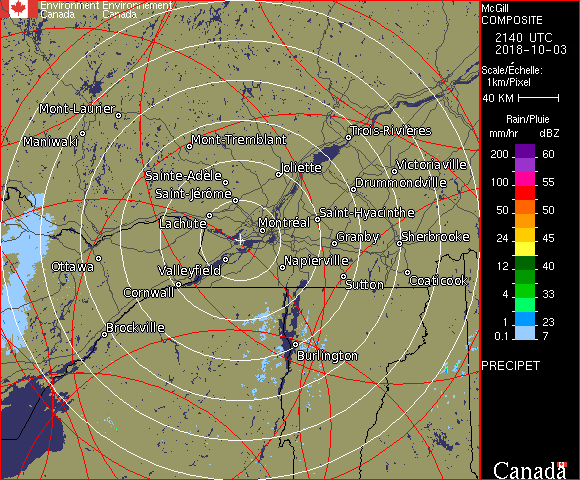 Environment Environnement
Canada Canada
McGill
COMPOSITE
2140 UTC
2018-10-03
Scale/Échelle:
1km/Pixel
40 KM
Rain/Pluie
mm/hr dBZ
200 60
100 55
50 50
24 45
12 40
4 33
1 23
0.1 7
PRECIPET
Canada
Mont-Laurier
Maniwaki
Mont-Tremblant
Trois-Rivières
Sainte-Adèle
Joliette
Victoriaville
Saint-Jérôme
Drummondville
Lachute
Montréal
Saint-Hyacinthe
Granby
Sherbrooke
Ottawa
Valleyfield
Napierville
Cornwall
Sutton
Coaticook
Brockville
Burlington